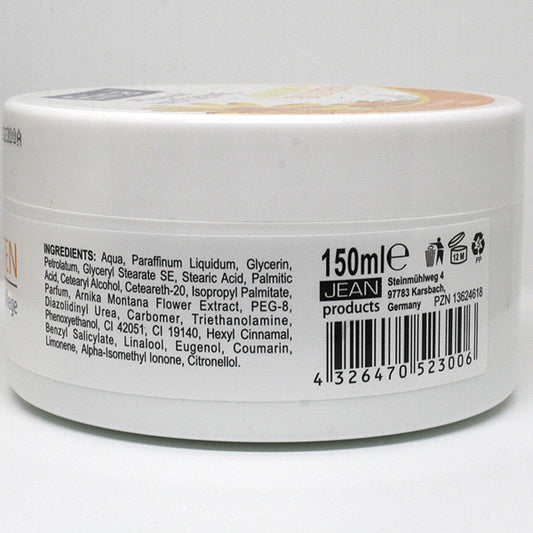 EN
flege
INGREDIENTS: Aqua, Paraffinum Liquidum, Glycerin,
Petrolatum, Glyceryl Stearate SE, Stearic Acid, Palmitic
Acid, Cetearyl Alcohol, Ceteareth-20, Isopropyl Palmitate,
Parfum, Arnika Montana Flower Extract, PEG-8,
Diazolidinyl Urea, Carbomer, Triethanolamine,
Phenoxyethanol, CI 42051, CI 19140, Hexyl Cinnamal,
Benzyl Salicylate, Linalool, Eugenol, Coumarin,
Limonene, Alpha-Isomethyl Ionone, Citronellol.
150ml e
12 M
PP
JEAN
products
Steinmühlweg 4
97783 Karsbach,
Germany
PZN 13624618
4 326470 523006